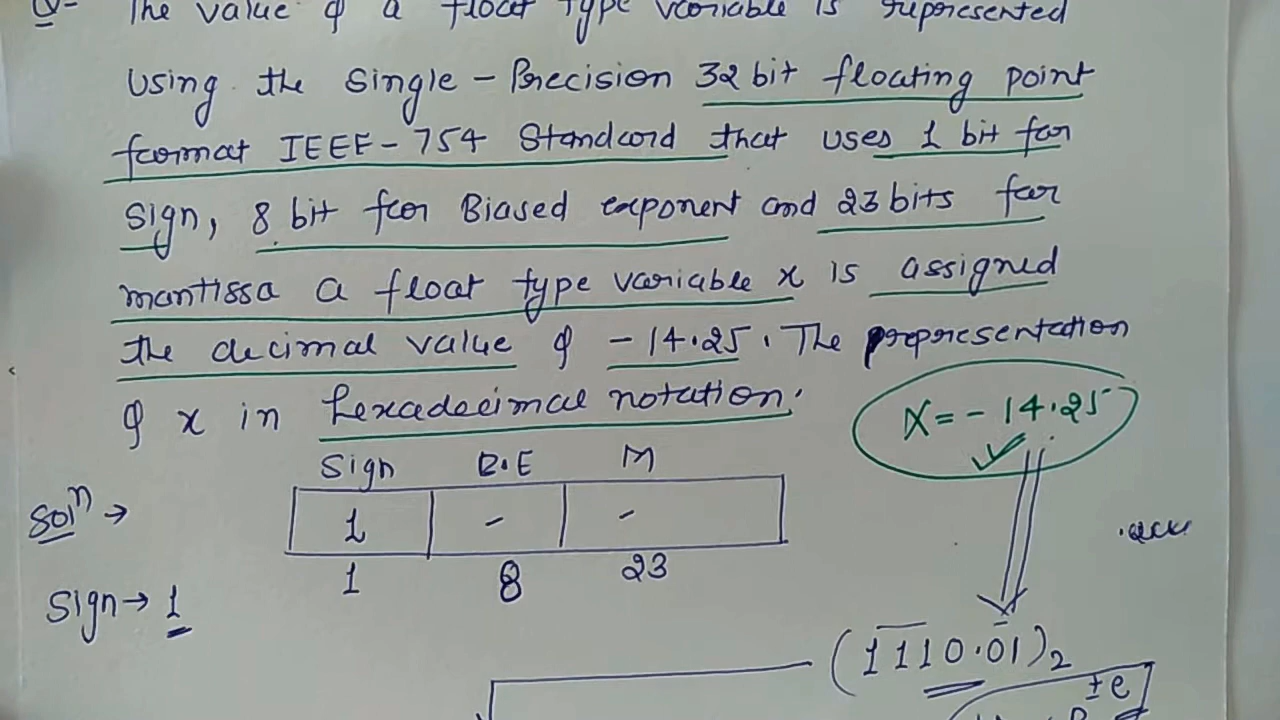 Q- The value of a float type variable is represented
Using the Single - Precision 32 bit floating point
format IEEE - 754 Standard that uses 1 bit for
sign, 8 bit for Biased exponent and 23 bits for
mantissa a float type variable x is assigned
the decimal value of - 14.25. The representation
of x in hexadecimal notation.
X = - 14.25
Sign B.E M
Solⁿ →
1 - -
1 8 23
Sign → 1
(1110.01)₂
±e